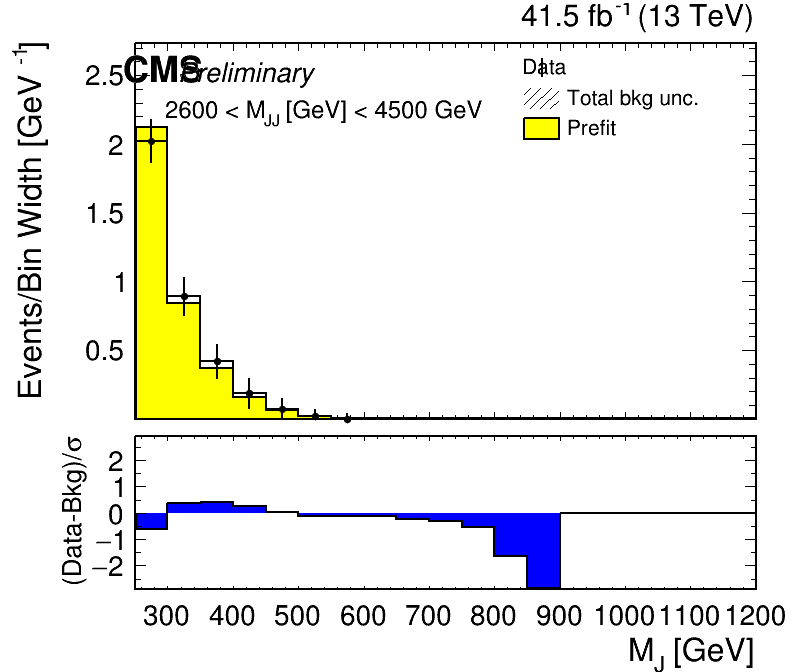 41.5 fb⁻¹ (13 TeV)
CMS Preliminary
2600 < M_JJ [GeV] < 4500 GeV
Data
Total bkg unc.
Prefit
Events/Bin Width [GeV⁻¹]
2.5
2
1.5
1
0.5
(Data-Bkg)/σ
2
1
0
−1
−2
300 400 500 600 700 800 900 1000 1100 1200
M_J [GeV]